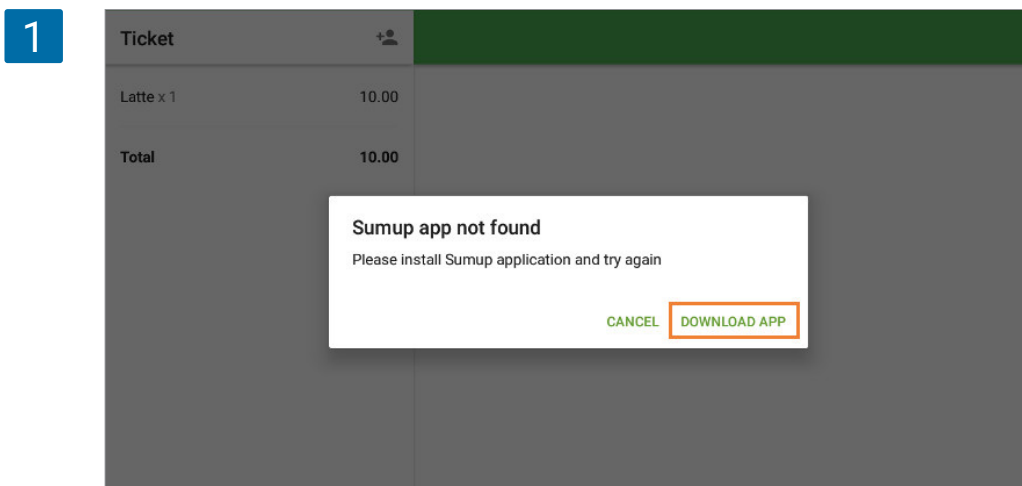 1
Ticket
Latte x 1 10.00
Total 10.00
Sumup app not found
Please install Sumup application and try again
CANCEL DOWNLOAD APP